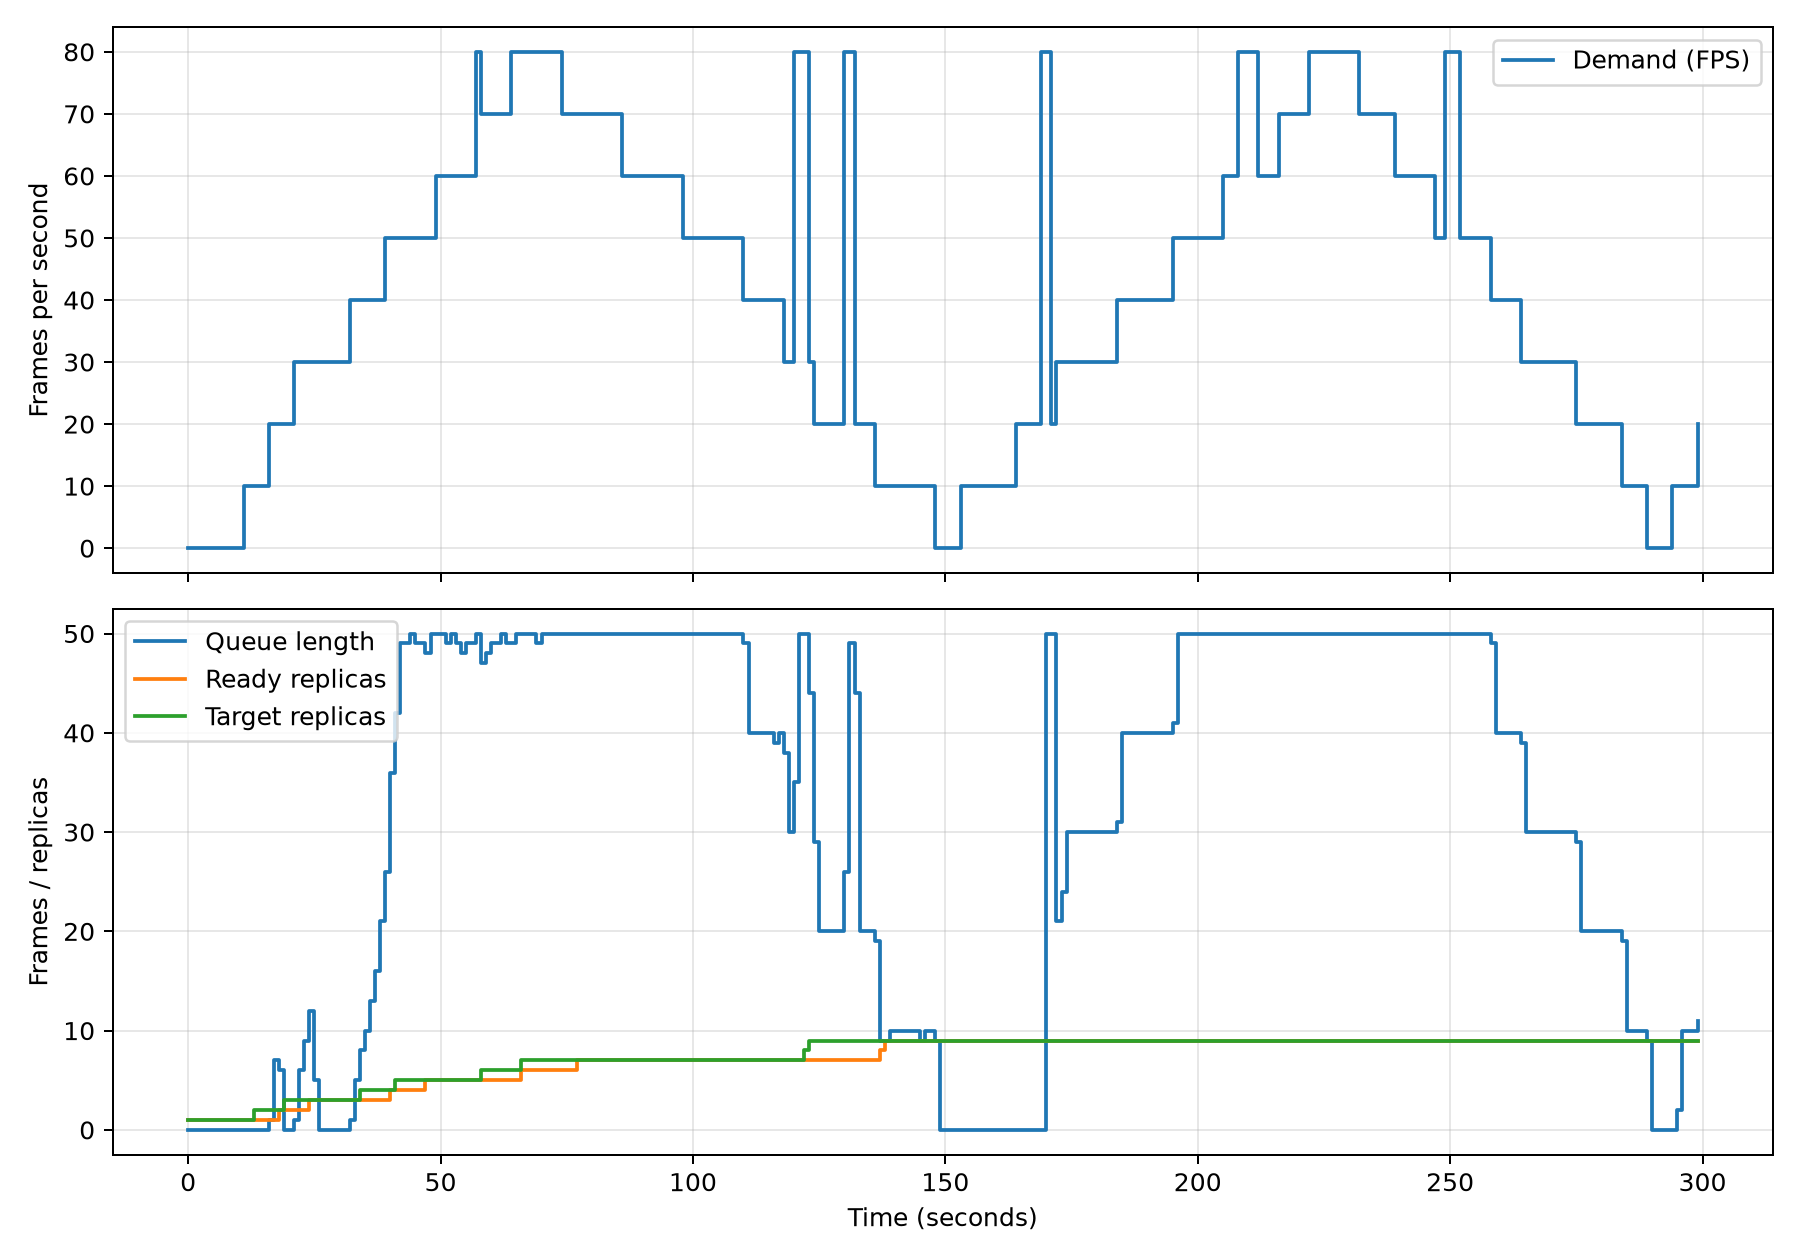 80
70
60
50
40
30
20
10
0
Frames per second
Demand (FPS)
50
40
30
20
10
0
Frames / replicas
Queue length
Ready replicas
Target replicas
0 50 100 150 200 250 300
Time (seconds)